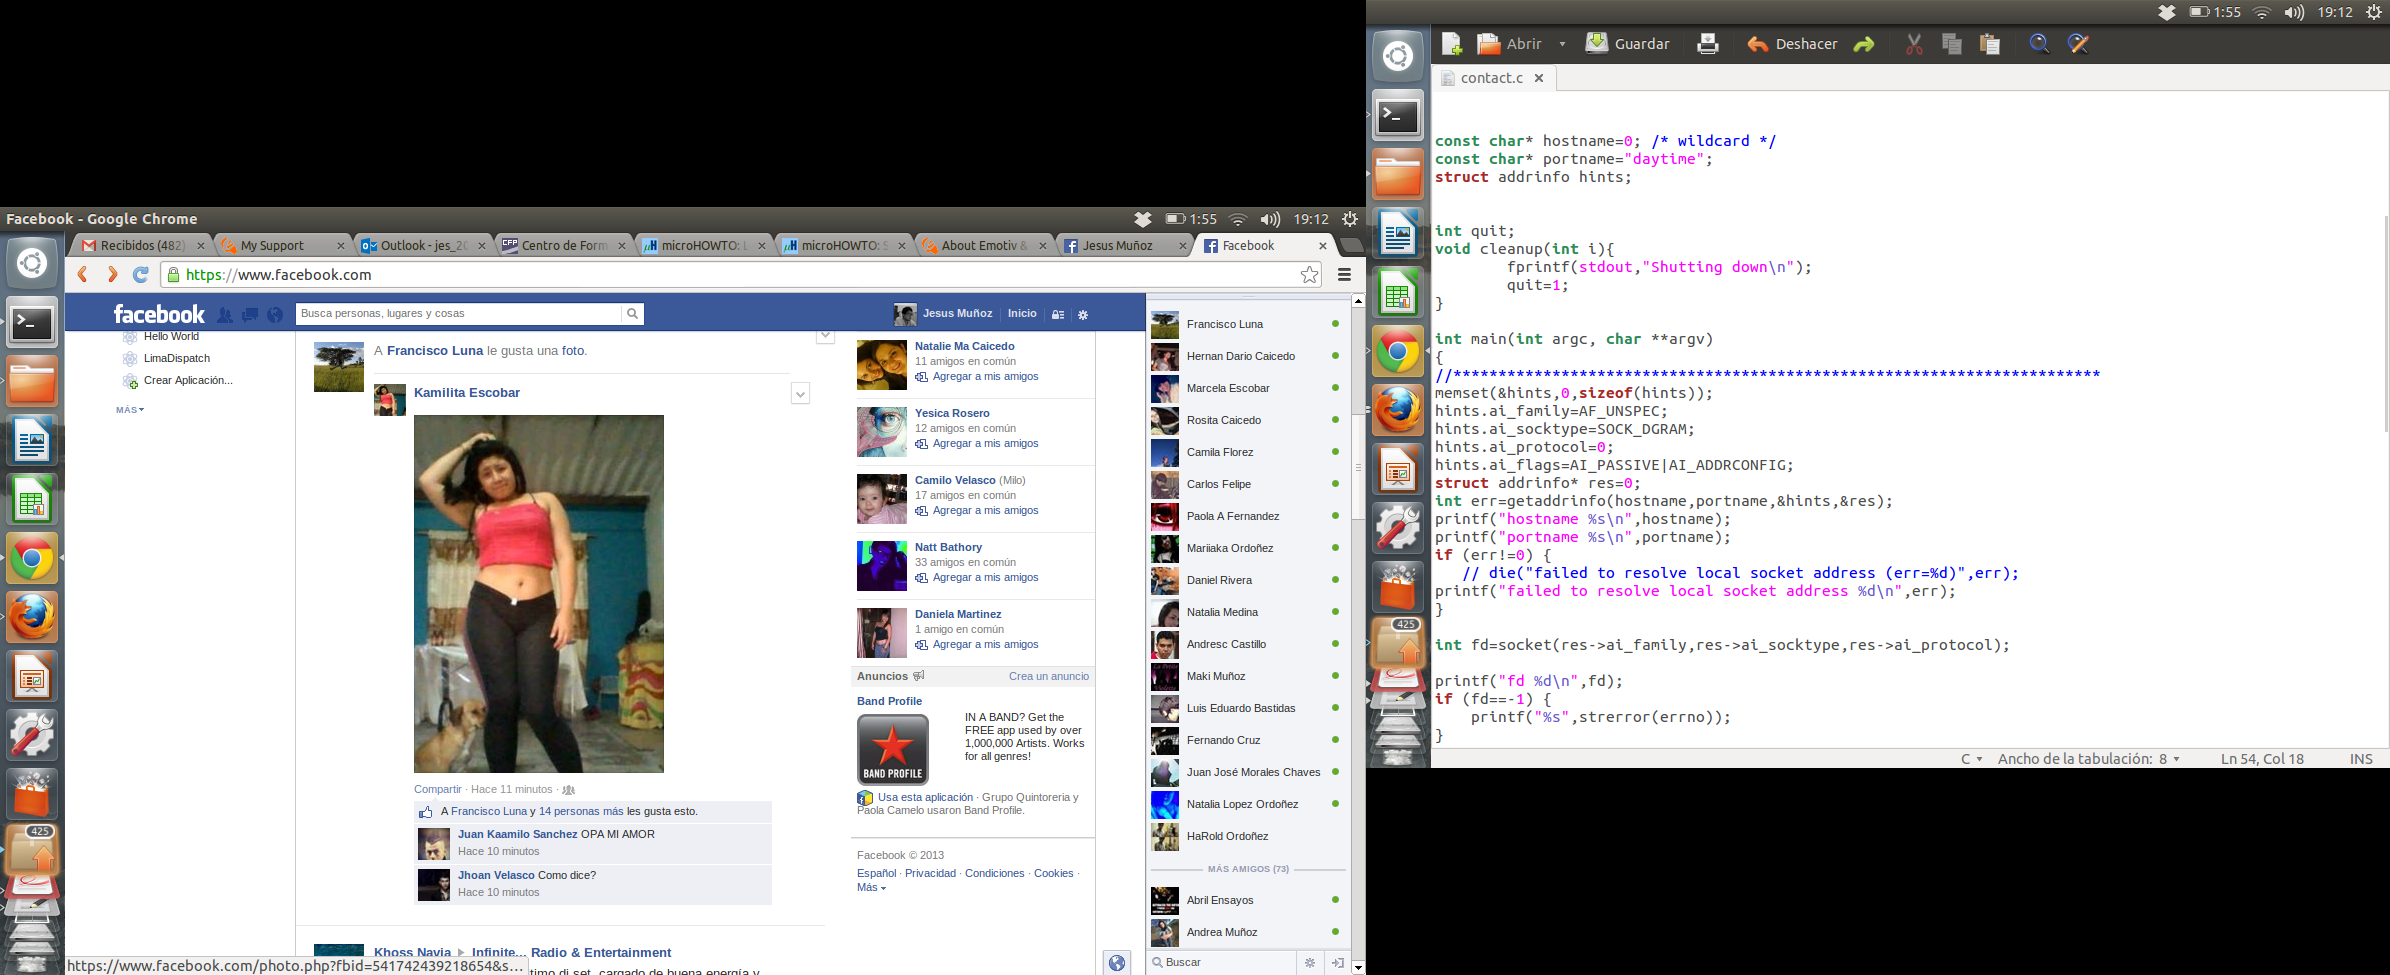 Facebook - Google Chrome
1:55
19:12
Recibidos (482)
My Support
Outlook - jes_20
Centro de Form
microHOWTO: L
microHOWTO: S
About Emotiv &
Jesus Muñoz
Facebook
https://www.facebook.com
facebook
Busca personas, lugares y cosas
Jesus Muñoz
Inicio
Hello World
LimaDispatch
Crear Aplicación...
MÁS
A Francisco Luna le gusta una foto.
Kamilita Escobar
Compartir · Hace 11 minutos ·
A Francisco Luna y 14 personas más les gusta esto.
Juan Kaamilo Sanchez OPA MI AMOR
Hace 10 minutos
Jhoan Velasco Como dice?
Hace 10 minutos
Khoss Navia ▶ Infinite... Radio & Entertainment
timo dj set, cargado de buena energía y
https://www.facebook.com/photo.php?fbid=541742439218654&s...
425
Natalie Ma Caicedo
11 amigos en común
Agregar a mis amigos
Yesica Rosero
12 amigos en común
Agregar a mis amigos
Camilo Velasco (Milo)
17 amigos en común
Agregar a mis amigos
Natt Bathory
33 amigos en común
Agregar a mis amigos
Daniela Martinez
1 amigo en común
Agregar a mis amigos
Anuncios
Crea un anuncio
Band Profile
BAND PROFILE
IN A BAND? Get the
FREE app used by over
1,000,000 Artists. Works
for all genres!
Usa esta aplicación · Grupo Quintoreria y
Paola Camelo usaron Band Profile.
Facebook © 2013
Español · Privacidad · Condiciones · Cookies ·
Más
Francisco Luna
Hernan Dario Caicedo
Marcela Escobar
Rosita Caicedo
Camila Florez
Carlos Felipe
Paola A Fernandez
Mariiaka Ordoñez
Daniel Rivera
Natalia Medina
Andresc Castillo
Maki Muñoz
Luis Eduardo Bastidas
Fernando Cruz
Juan José Morales Chaves
Natalia Lopez Ordoñez
HaRold Ordoñez
MÁS AMIGOS (73)
Abril Ensayos
Andrea Muñoz
Buscar
1:55
19:12
Abrir
Guardar
Deshacer
contact.c
const char* hostname=0; /* wildcard */
const char* portname="daytime";
struct addrinfo hints;
int quit;
void cleanup(int i){
fprintf(stdout,"Shutting down\n");
quit=1;
}
int main(int argc, char **argv)
{
//************************************************************************
memset(&hints,0,sizeof(hints));
hints.ai_family=AF_UNSPEC;
hints.ai_socktype=SOCK_DGRAM;
hints.ai_protocol=0;
hints.ai_flags=AI_PASSIVE|AI_ADDRCONFIG;
struct addrinfo* res=0;
int err=getaddrinfo(hostname,portname,&hints,&res);
printf("hostname %s\n",hostname);
printf("portname %s\n",portname);
if (err!=0) {
// die("failed to resolve local socket address (err=%d)",err);
printf("failed to resolve local socket address %d\n",err);
}
int fd=socket(res->ai_family,res->ai_socktype,res->ai_protocol);
printf("fd %d\n",fd);
if (fd==-1) {
printf("%s",strerror(errno));
}
425
C
Ancho de la tabulación: 8
Ln 54, Col 18
INS